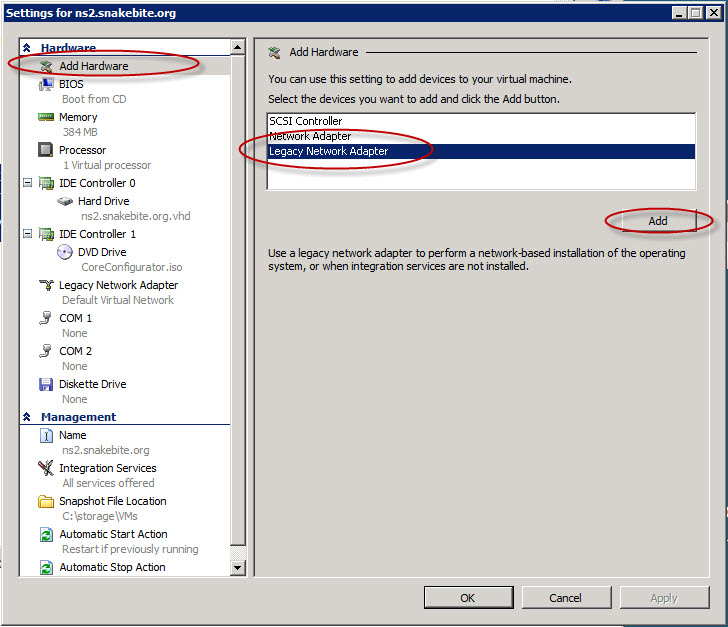 Settings for ns2.snakebite.org
Hardware
Add Hardware
BIOS
Boot from CD
Memory
384 MB
Processor
1 Virtual processor
IDE Controller 0
Hard Drive
ns2.snakebite.org.vhd
IDE Controller 1
DVD Drive
CoreConfigurator.iso
Legacy Network Adapter
Default Virtual Network
COM 1
None
COM 2
None
Diskette Drive
None
Management
Name
ns2.snakebite.org
Integration Services
All services offered
Snapshot File Location
C:\storage\VMs
Automatic Start Action
Restart if previously running
Automatic Stop Action
Add Hardware
You can use this setting to add devices to your virtual machine.
Select the devices you want to add and click the Add button.
SCSI Controller
Network Adapter
Legacy Network Adapter
Add
Use a legacy network adapter to perform a network-based installation of the operating
system, or when integration services are not installed.
OK
Cancel
Apply